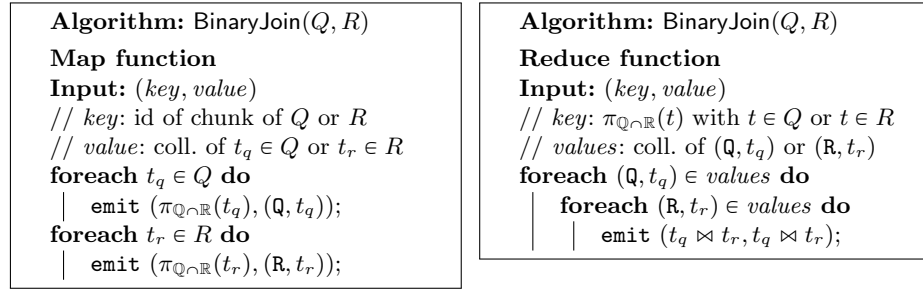 Algorithm: BinaryJoin(Q, R)
Map function
Input: (key, value)
// key: id of chunk of Q or R
// value: coll. of t_q ∈ Q or t_r ∈ R
foreach t_q ∈ Q do
emit (π_{ℚ∩ℝ}(t_q), (Q, t_q));
foreach t_r ∈ R do
emit (π_{ℚ∩ℝ}(t_r), (R, t_r));
Algorithm: BinaryJoin(Q, R)
Reduce function
Input: (key, value)
// key: π_{ℚ∩ℝ}(t) with t ∈ Q or t ∈ R
// values: coll. of (Q, t_q) or (R, t_r)
foreach (Q, t_q) ∈ values do
foreach (R, t_r) ∈ values do
emit (t_q ⋈ t_r, t_q ⋈ t_r);